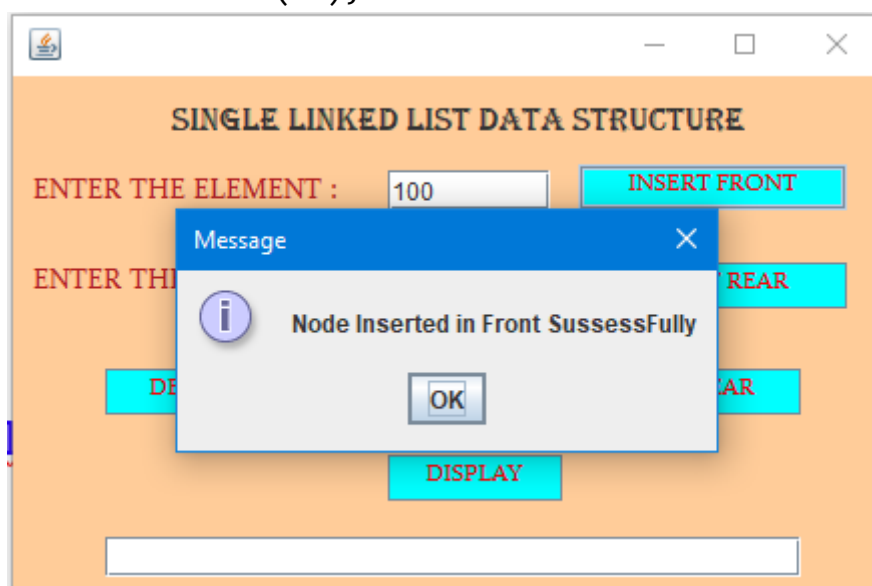 SINGLE LINKED LIST DATA STRUCTURE
ENTER THE ELEMENT :
100
INSERT FRONT
Message
ENTER
REAR
Node Inserted in Front SussessFully
OK
DISPLAY